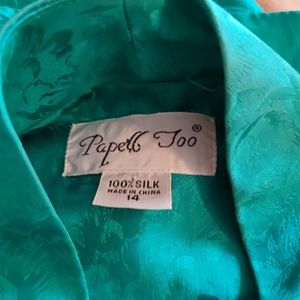 Papell Too®
100% SILK
MADE IN CHINA
14